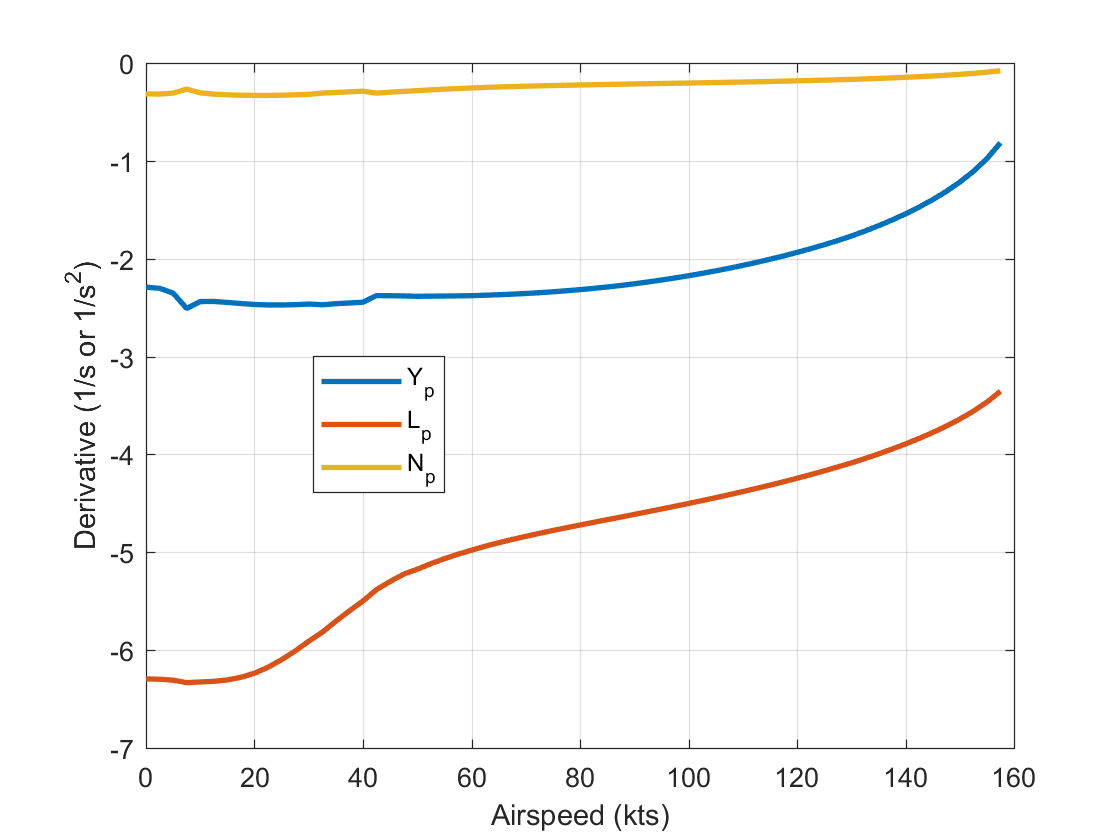 0
-1
-2
-3
-4
-5
-6
-7
Derivative (1/s or 1/s²)
Yₚ
Lₚ
Nₚ
0 20 40 60 80 100 120 140 160
Airspeed (kts)